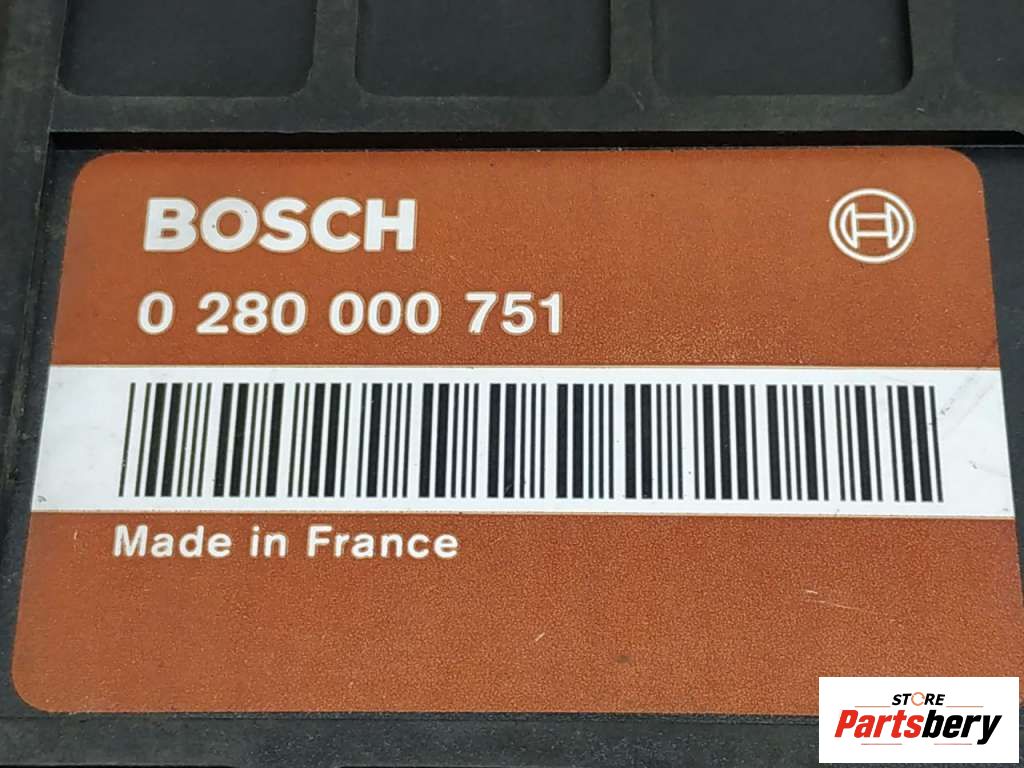 BOSCH
0 280 000 751
Made in France
STORE
Partsbery